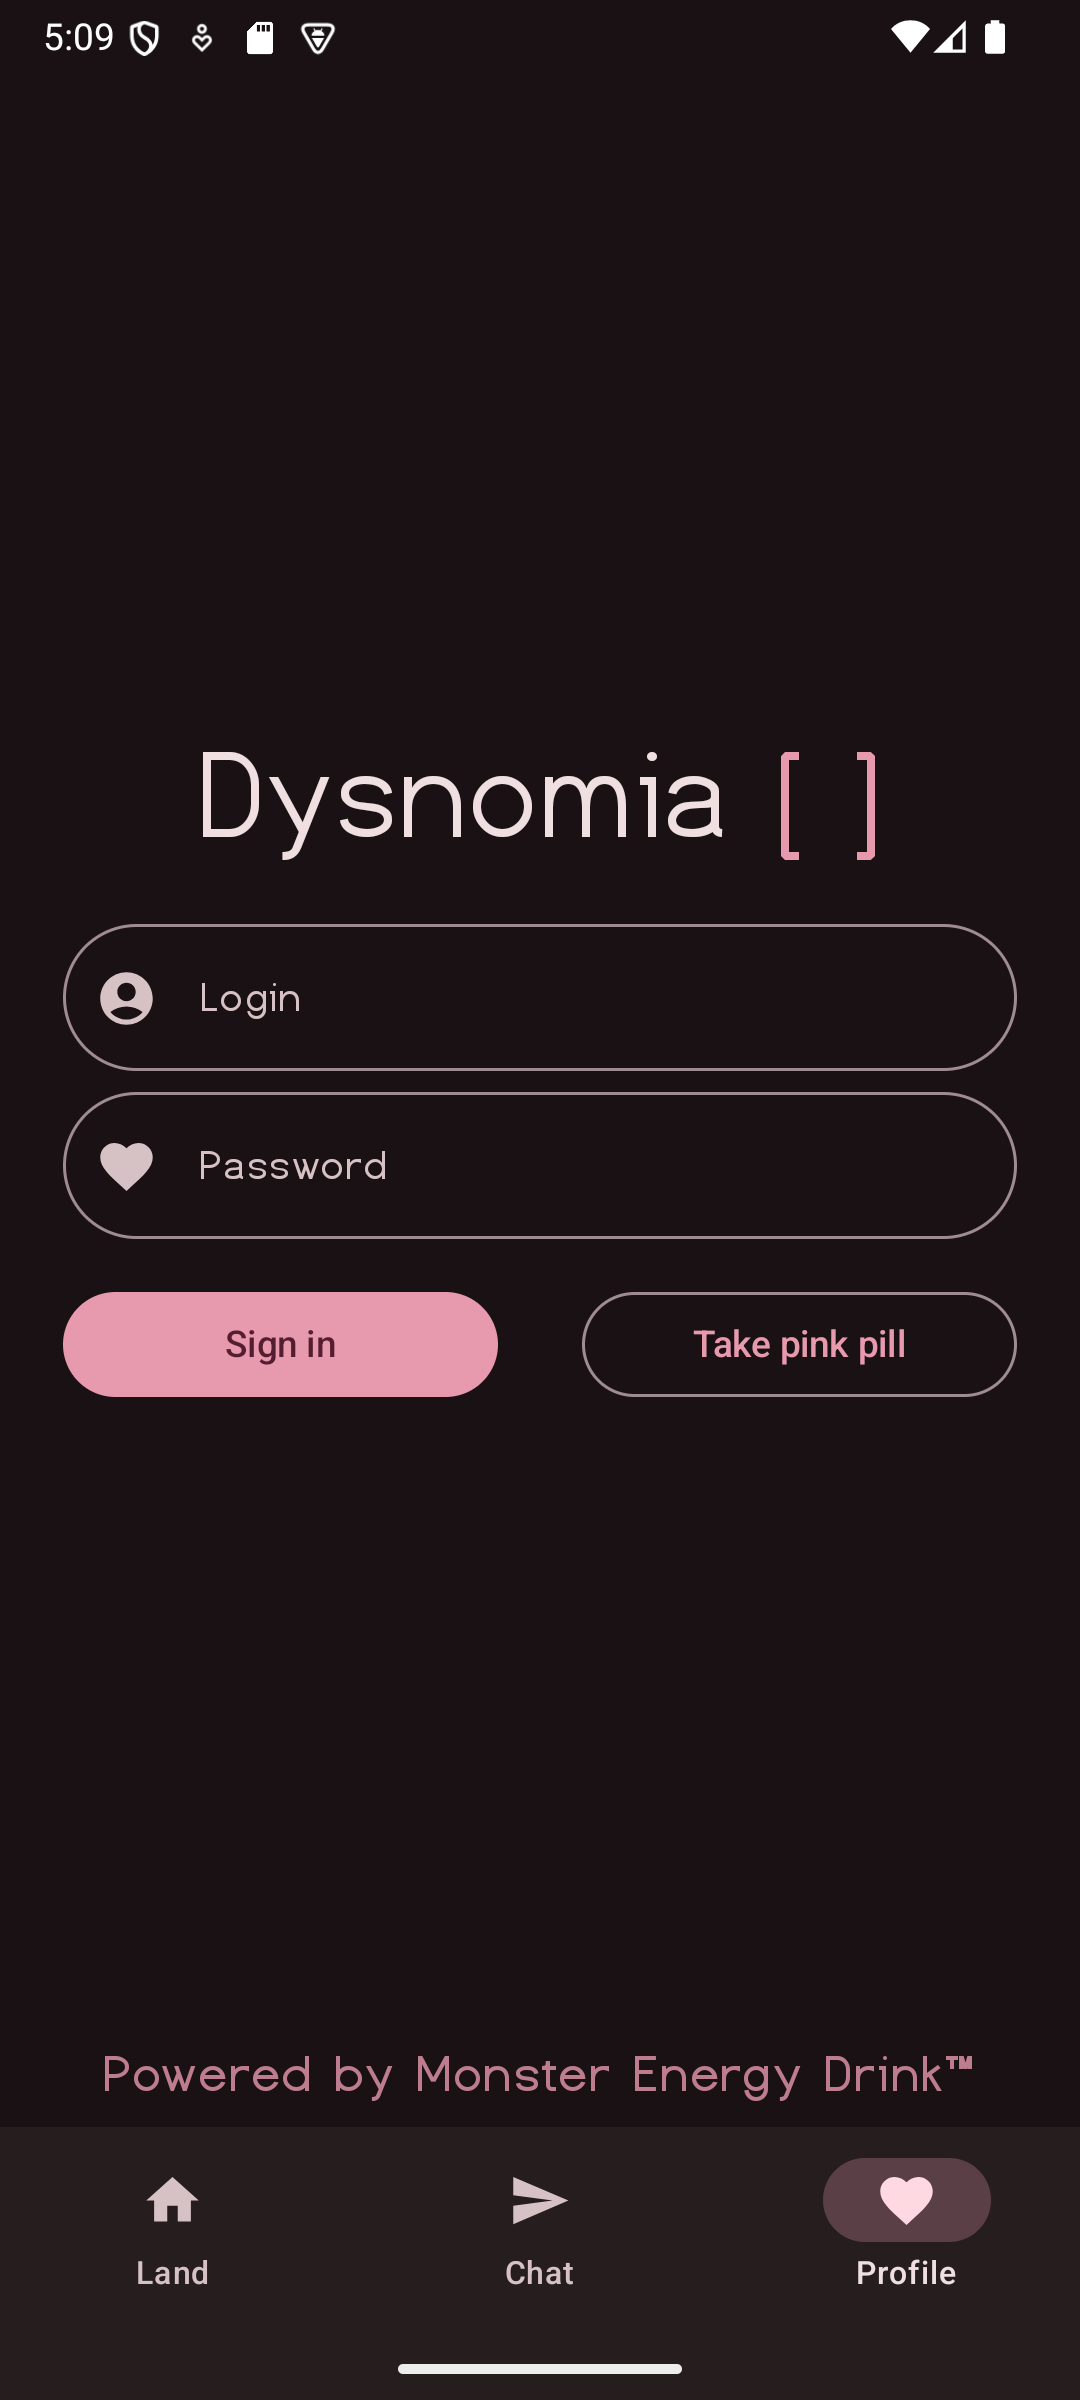 5:09
Dysnomia [ ]
Login
Password
Sign in
Take pink pill
Powered by Monster Energy Drink™
Land
Chat
Profile